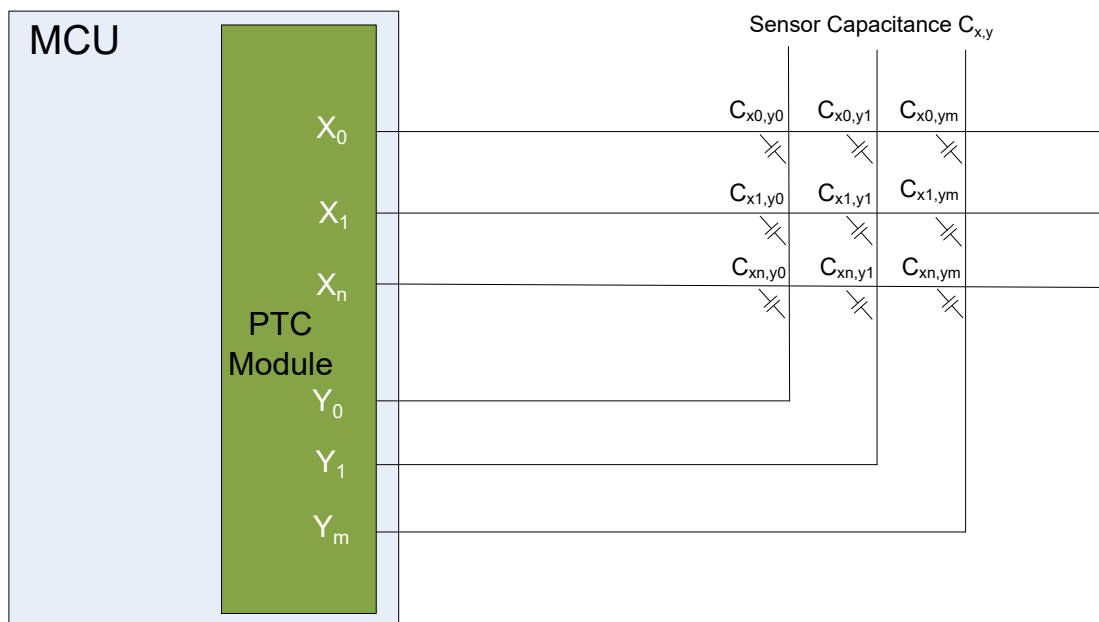 MCU
Sensor Capacitance Cx,y
X0
Cx0,y0 Cx0,y1 Cx0,ym
X1
Cx1,y0 Cx1,y1 Cx1,ym
Xn
Cxn,y0 Cxn,y1 Cxn,ym
PTC
Module
Y0
Y1
Ym